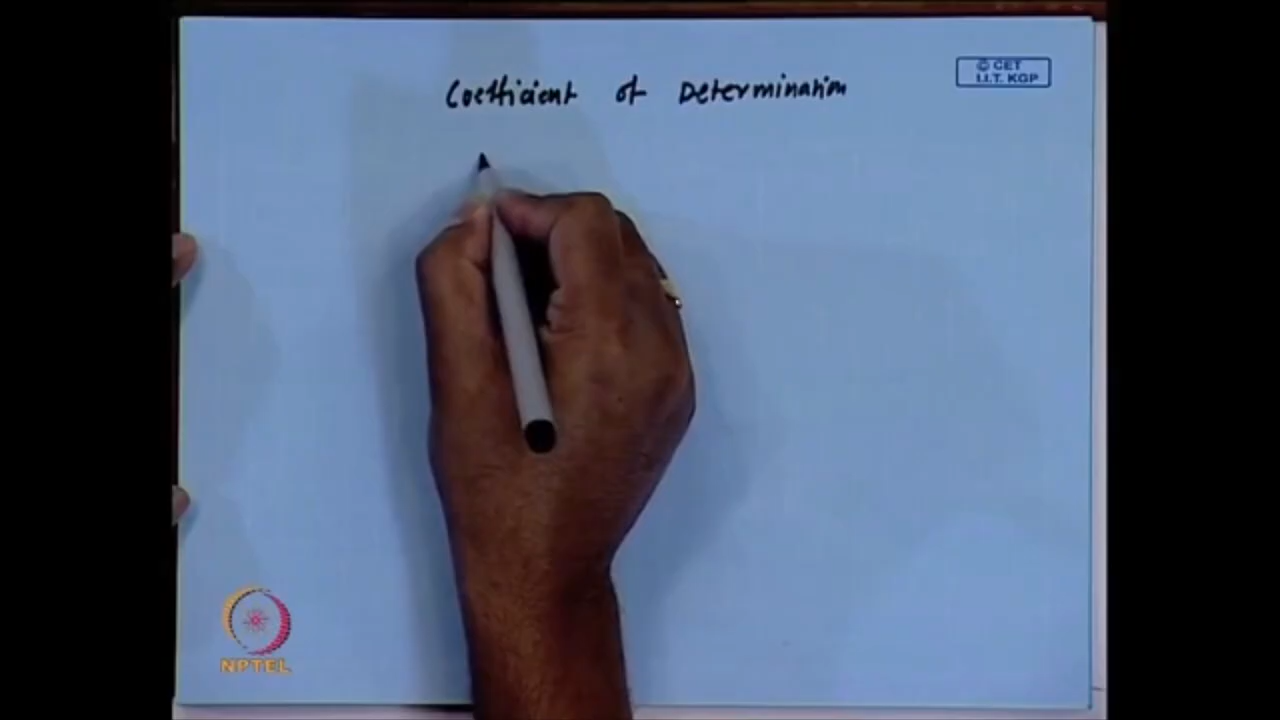 Coefficient of Determination
© CET
I.I.T. KGP
NPTEL